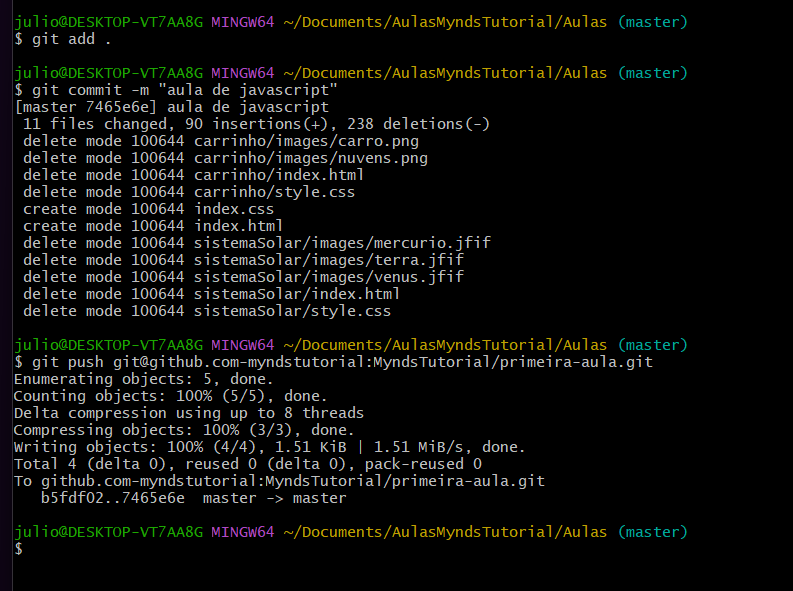 julio@DESKTOP-VT7AA8G MINGW64 ~/Documents/AulasMyndsTutorial/Aulas (master)
$ git add .
julio@DESKTOP-VT7AA8G MINGW64 ~/Documents/AulasMyndsTutorial/Aulas (master)
$ git commit -m "aula de javascript"
[master 7465e6e] aula de javascript
 11 files changed, 90 insertions(+), 238 deletions(-)
 delete mode 100644 carrinho/images/carro.png
 delete mode 100644 carrinho/images/nuvens.png
 delete mode 100644 carrinho/index.html
 delete mode 100644 carrinho/style.css
 create mode 100644 index.css
 create mode 100644 index.html
 delete mode 100644 sistemaSolar/images/mercurio.jfif
 delete mode 100644 sistemaSolar/images/terra.jfif
 delete mode 100644 sistemaSolar/images/venus.jfif
 delete mode 100644 sistemaSolar/index.html
 delete mode 100644 sistemaSolar/style.css
julio@DESKTOP-VT7AA8G MINGW64 ~/Documents/AulasMyndsTutorial/Aulas (master)
$ git push git@github.com-myndstutorial:MyndsTutorial/primeira-aula.git
Enumerating objects: 5, done.
Counting objects: 100% (5/5), done.
Delta compression using up to 8 threads
Compressing objects: 100% (3/3), done.
Writing objects: 100% (4/4), 1.51 KiB | 1.51 MiB/s, done.
Total 4 (delta 0), reused 0 (delta 0), pack-reused 0
To github.com-myndstutorial:MyndsTutorial/primeira-aula.git
   b5fdf02..7465e6e  master -> master
julio@DESKTOP-VT7AA8G MINGW64 ~/Documents/AulasMyndsTutorial/Aulas (master)
$